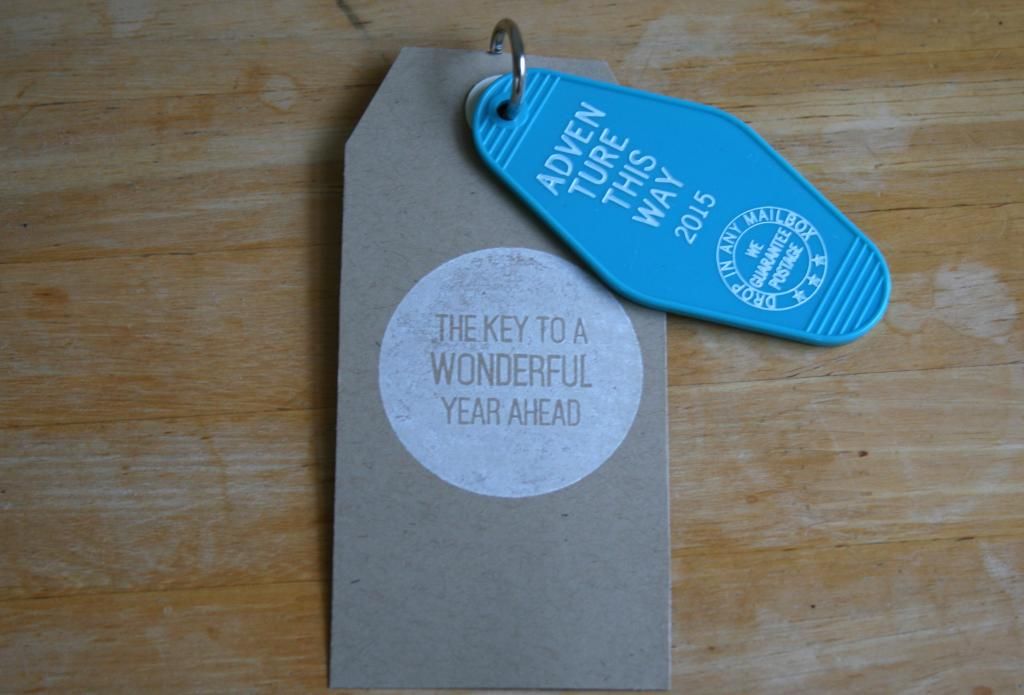 ADVEN
TURE
THIS
WAY
2015
DROP IN ANY MAILBOX
WE
GUARANTEE
POSTAGE
THE KEY TO A
WONDERFUL
YEAR AHEAD